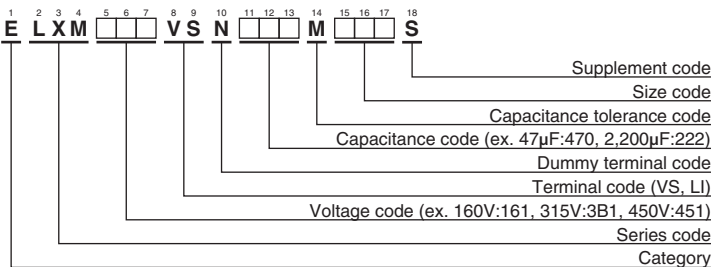 1 2 3 4 5 6 7 8 9 10 11 12 13 14 15 16 17 18
E L X M □□□ V S N □□□ M □□□ S
Supplement code
Size code
Capacitance tolerance code
Capacitance code (ex. 47µF:470, 2,200µF:222)
Dummy terminal code
Terminal code (VS, LI)
Voltage code (ex. 160V:161, 315V:3B1, 450V:451)
Series code
Category